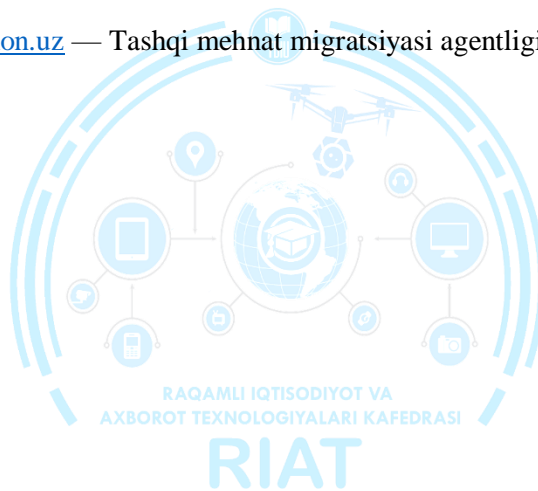 on.uz — Tashqi mehnat migratsiyasi agentligi
RAQAMLI IQTISODIYOT VA
AXBOROT TEXNOLOGIYALARI KAFEDRASI
RIAT